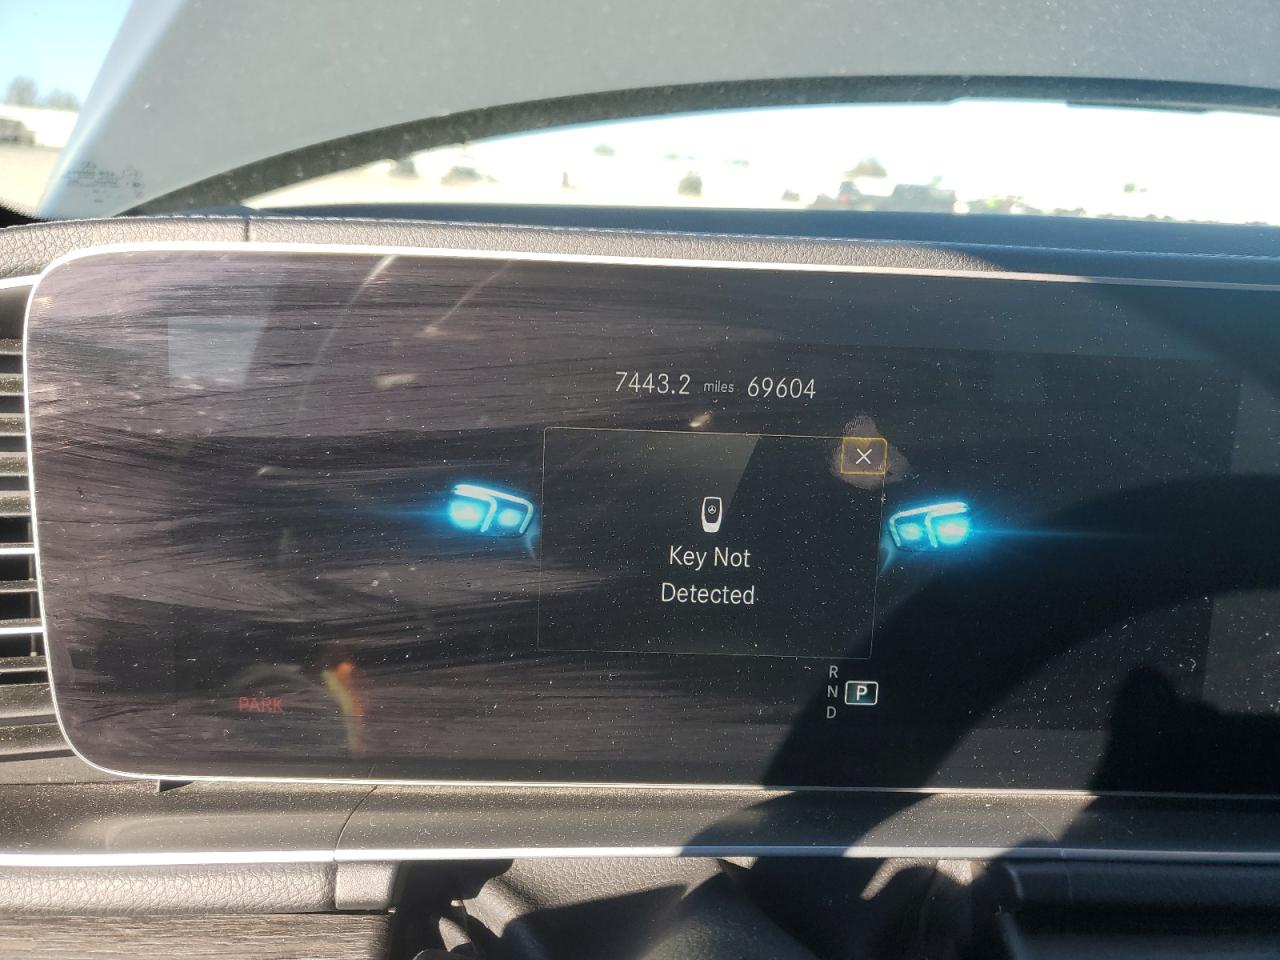 7443.2 miles 69604
Key Not
Detected
R
N P
D
PARK